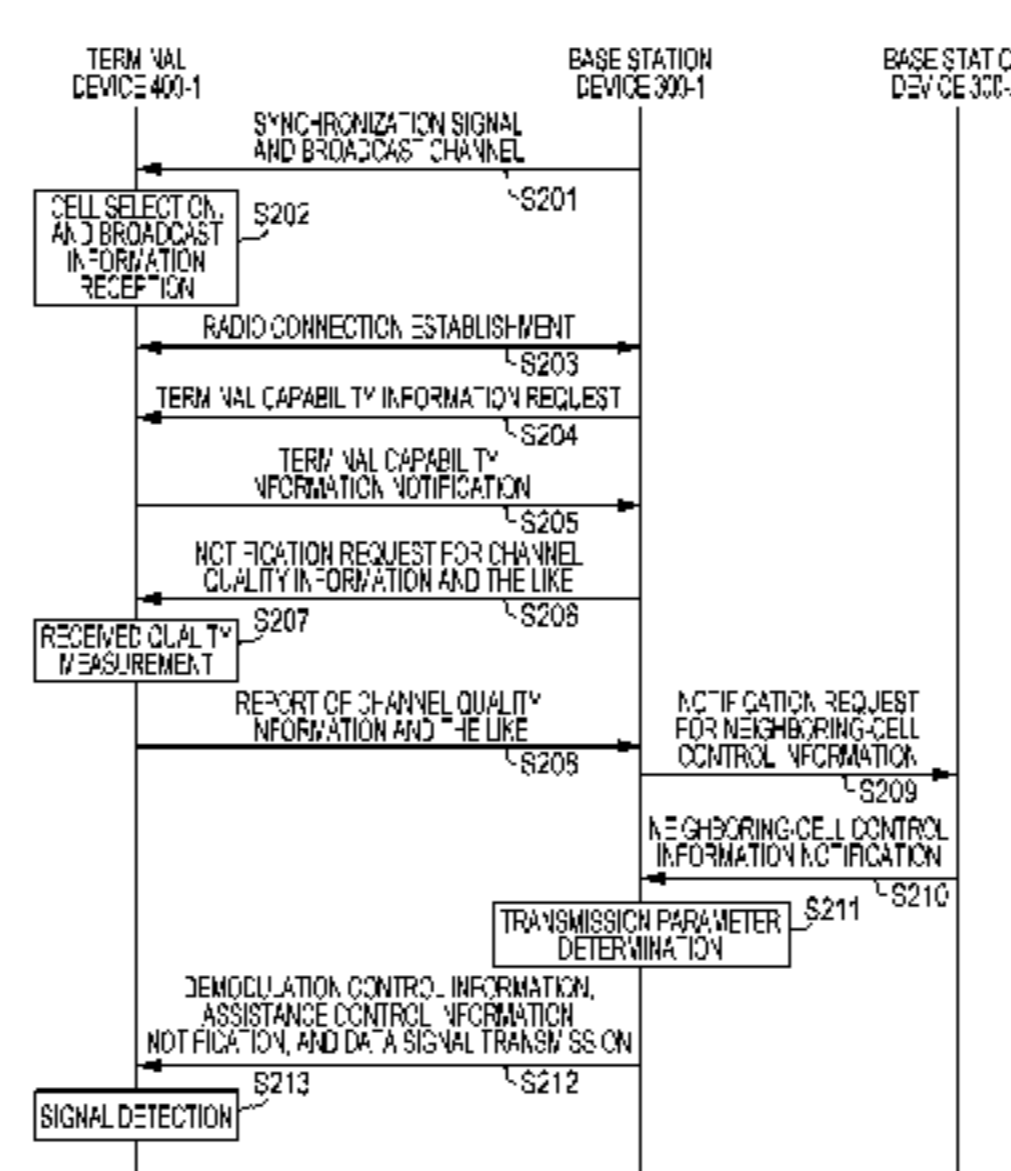 TERMINAL
DEVICE 400-1
BASE STATION
DEVICE 300-1
BASE STATIO
DEVICE 300-
SYNCHRONIZATION SIGNAL
AND BROADCAST CHANNEL
S201
CELL SELECTION,
AND BROADCAST
INFORMATION
RECEPTION
S202
RADIO CONNECTION ESTABLISHMENT
S203
TERMINAL CAPABILITY INFORMATION REQUEST
S204
TERMINAL CAPABILITY
INFORMATION NOTIFICATION
S205
NOTIFICATION REQUEST FOR CHANNEL
QUALITY INFORMATION AND THE LIKE
S206
S207
RECEIVED QUALITY
MEASUREMENT
REPORT OF CHANNEL QUALITY
INFORMATION AND THE LIKE
S208
NOTIFICATION REQUEST
FOR NEIGHBORING-CELL
CONTROL INFORMATION
S209
NEIGHBORING-CELL CONTROL
INFORMATION NOTIFICATION
S210
S211
TRANSMISSION PARAMETER
DETERMINATION
DEMODULATION CONTROL INFORMATION,
ASSISTANCE CONTROL INFORMATION
NOTIFICATION, AND DATA SIGNAL TRANSMISSION
S212
S213
SIGNAL DETECTION